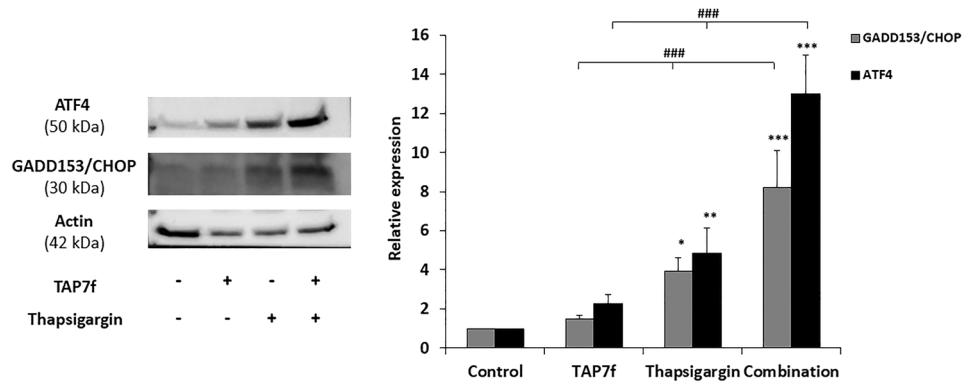 ATF4
(50 kDa)
GADD153/CHOP
(30 kDa)
Actin
(42 kDa)
TAP7f - + - +
Thapsigargin - - + +
Relative expression
16
14
12
10
8
6
4
2
0
###
###
*
**
***
***
Control TAP7f Thapsigargin Combination
GADD153/CHOP
ATF4